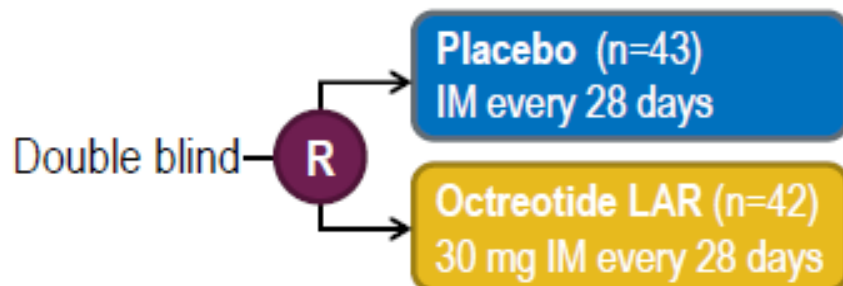 Placebo (n=43)
IM every 28 days
Double blind
R
Octreotide LAR (n=42)
30 mg IM every 28 days